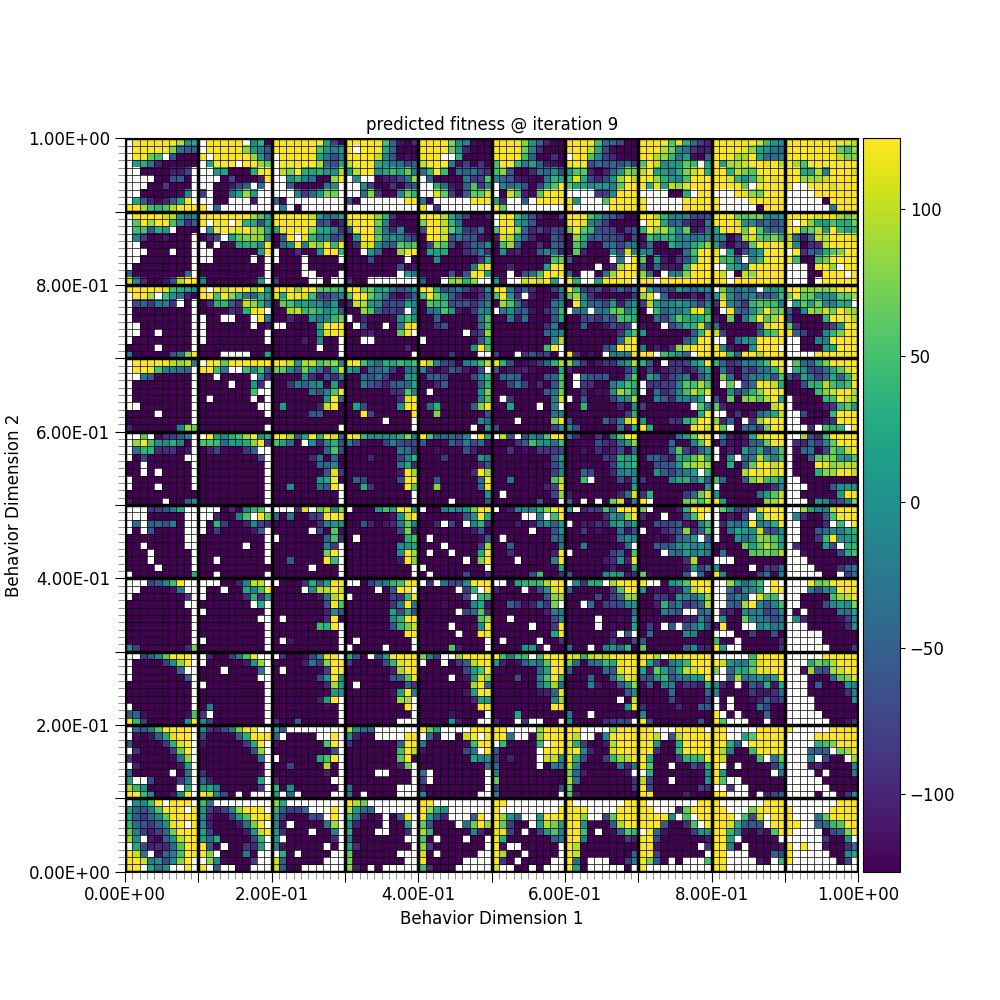 predicted fitness @ iteration 9
1.00E+00
8.00E-01
6.00E-01
4.00E-01
2.00E-01
0.00E+00
Behavior Dimension 2
0.00E+00 2.00E-01 4.00E-01 6.00E-01 8.00E-01 1.00E+00
Behavior Dimension 1
100
50
0
−50
−100